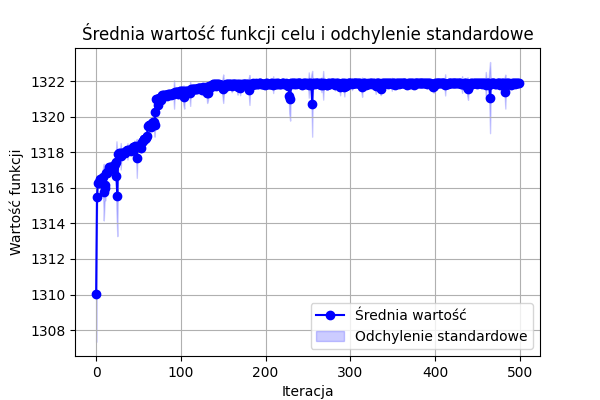 Średnia wartość funkcji celu i odchylenie standardowe
1322
1320
1318
1316
1314
1312
1310
1308
Wartość funkcji
0 100 200 300 400 500
Iteracja
Średnia wartość
Odchylenie standardowe